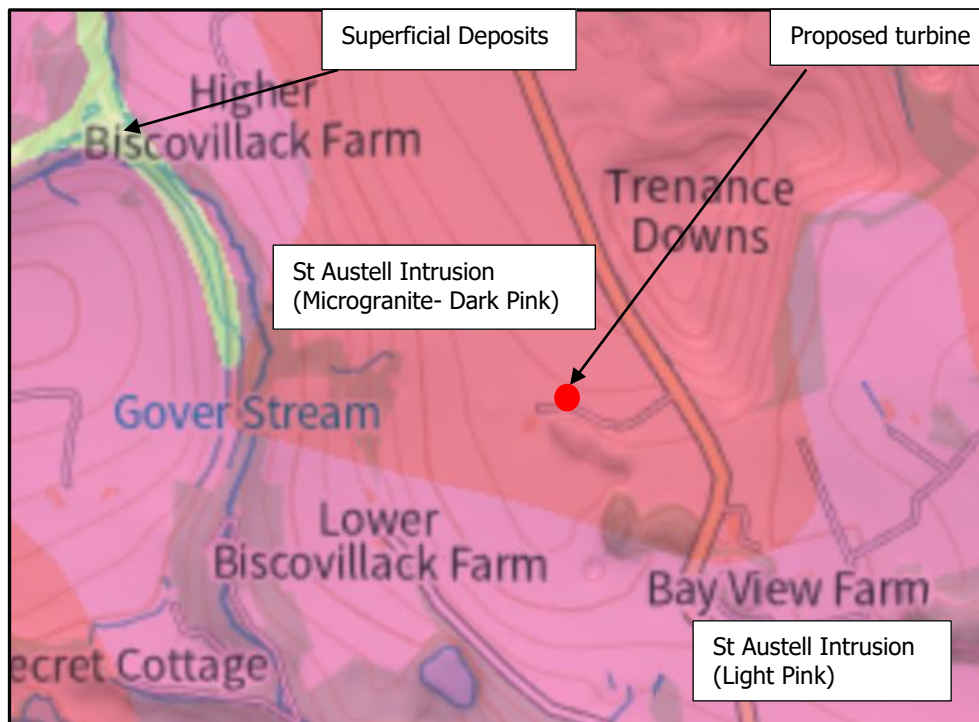 Superficial Deposits
Proposed turbine
Higher
Biscovillack Farm
Trenance
Downs
St Austell Intrusion
(Microgranite- Dark Pink)
Gover Stream
Lower
Biscovillack Farm
Bay View Farm
St Austell Intrusion
(Light Pink)
ecret Cottage